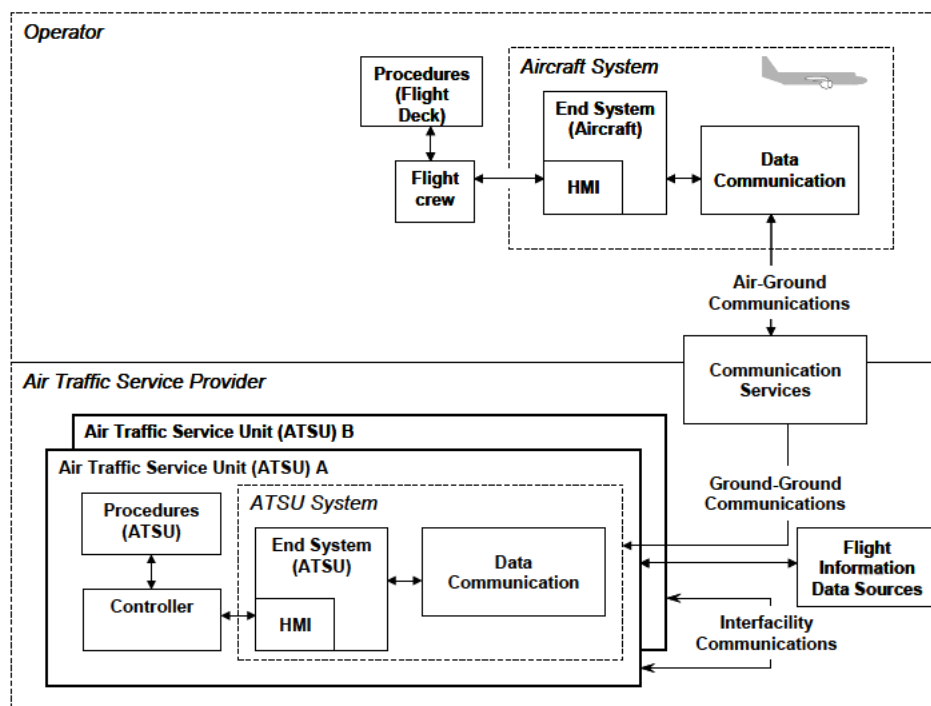 Operator
Aircraft System
Procedures
(Flight
Deck)
End System
(Aircraft)
Data
Communication
Flight
crew
HMI
Air-Ground
Communications
Air Traffic Service Provider
Communication
Services
Air Traffic Service Unit (ATSU) B
Air Traffic Service Unit (ATSU) A
Ground-Ground
Communications
ATSU System
Procedures
(ATSU)
End System
(ATSU)
Data
Communication
Flight
Information
Data Sources
Controller
HMI
Interfacility
Communications